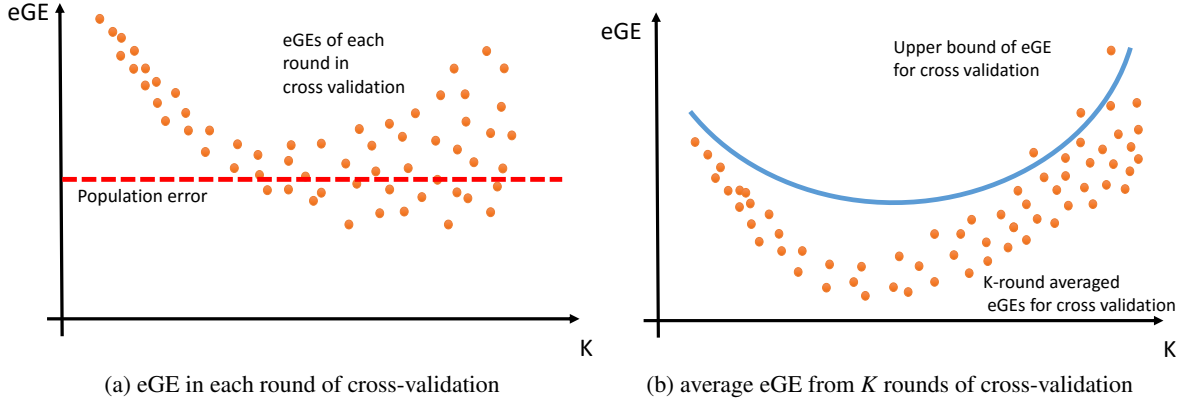 eGE
eGEs of each
round in
cross validation
Population error
K
(a) eGE in each round of cross-validation
eGE
Upper bound of eGE
for cross validation
K-round averaged
eGEs for cross validation
K
(b) average eGE from K rounds of cross-validation